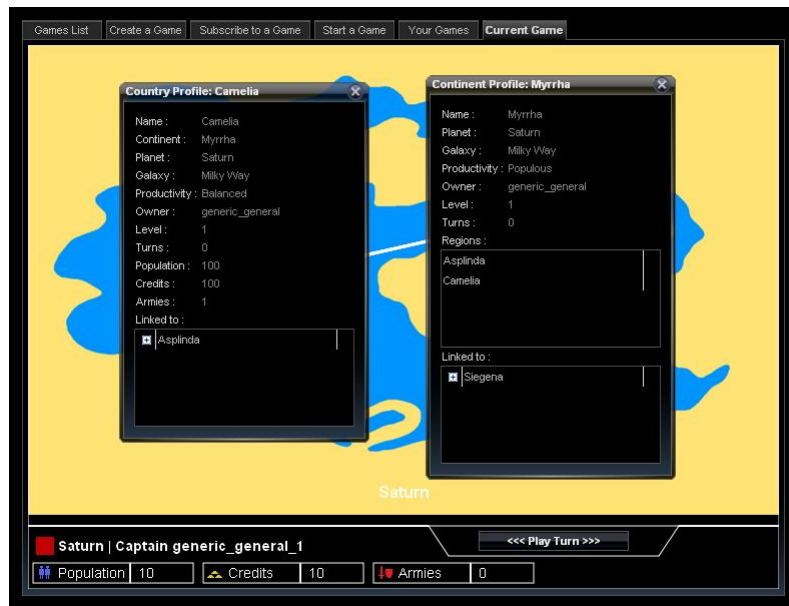 Games List Create a Game Subscribe to a Game Start a Game Your Games Current Game
Country Profile: Camelia
Name : Camelia
Continent : Myrrha
Planet : Saturn
Galaxy : Milky Way
Productivity : Balanced
Owner : generic_general
Level : 1
Turns : 0
Population : 100
Credits : 100
Armies : 1
Linked to :
Asplinda
Continent Profile: Myrrha
Name : Myrrha
Planet : Saturn
Galaxy : Milky Way
Productivity : Populous
Owner : generic_general
Level : 1
Turns : 0
Regions :
Asplinda
Camelia
Linked to :
Siegena
Saturn
Saturn | Captain generic_general_1
<<< Play Turn >>>
Population 10 Credits 10 Armies 0